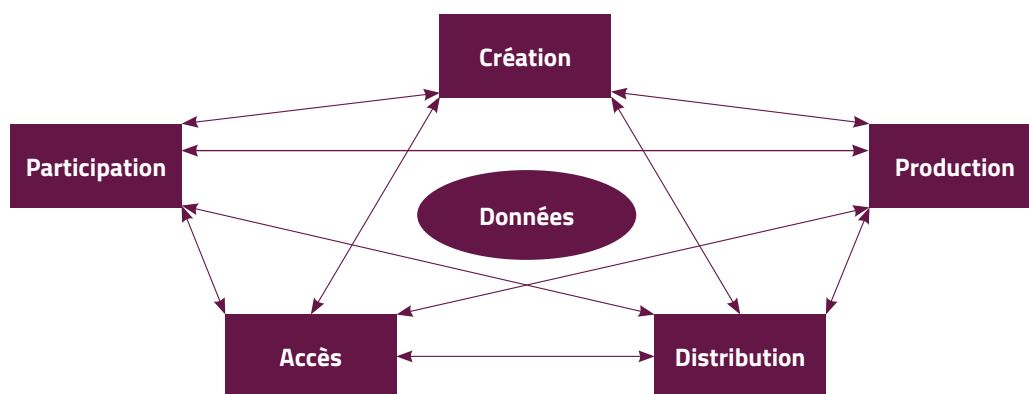 Création
Participation
Production
Données
Accès
Distribution